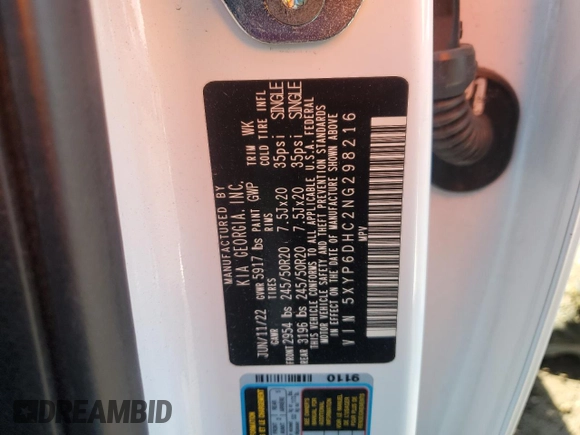 MANUFACTURED BY
KIA GEORGIA, INC.
JUN/11/22 GVWR 5917 lbs PAINT GWP TRIM WK
GAWR TIRES RIMS COLD TIRE INFL
FRONT 2954 lbs 245/50R20 7.5Jx20 35psi SINGLE
REAR 3196 lbs 245/50R20 7.5Jx20 35psi SINGLE
THIS VEHICLE CONFORMS TO ALL APPLICABLE U.S.A. FEDERAL
MOTOR VEHICLE SAFETY AND THEFT PREVENTION STANDARDS
IN EFFECT ON THE DATE OF MANUFACTURE SHOWN ABOVE
VIN 5XYP6DHC2NG298216
MPV
9110
DREAMBID